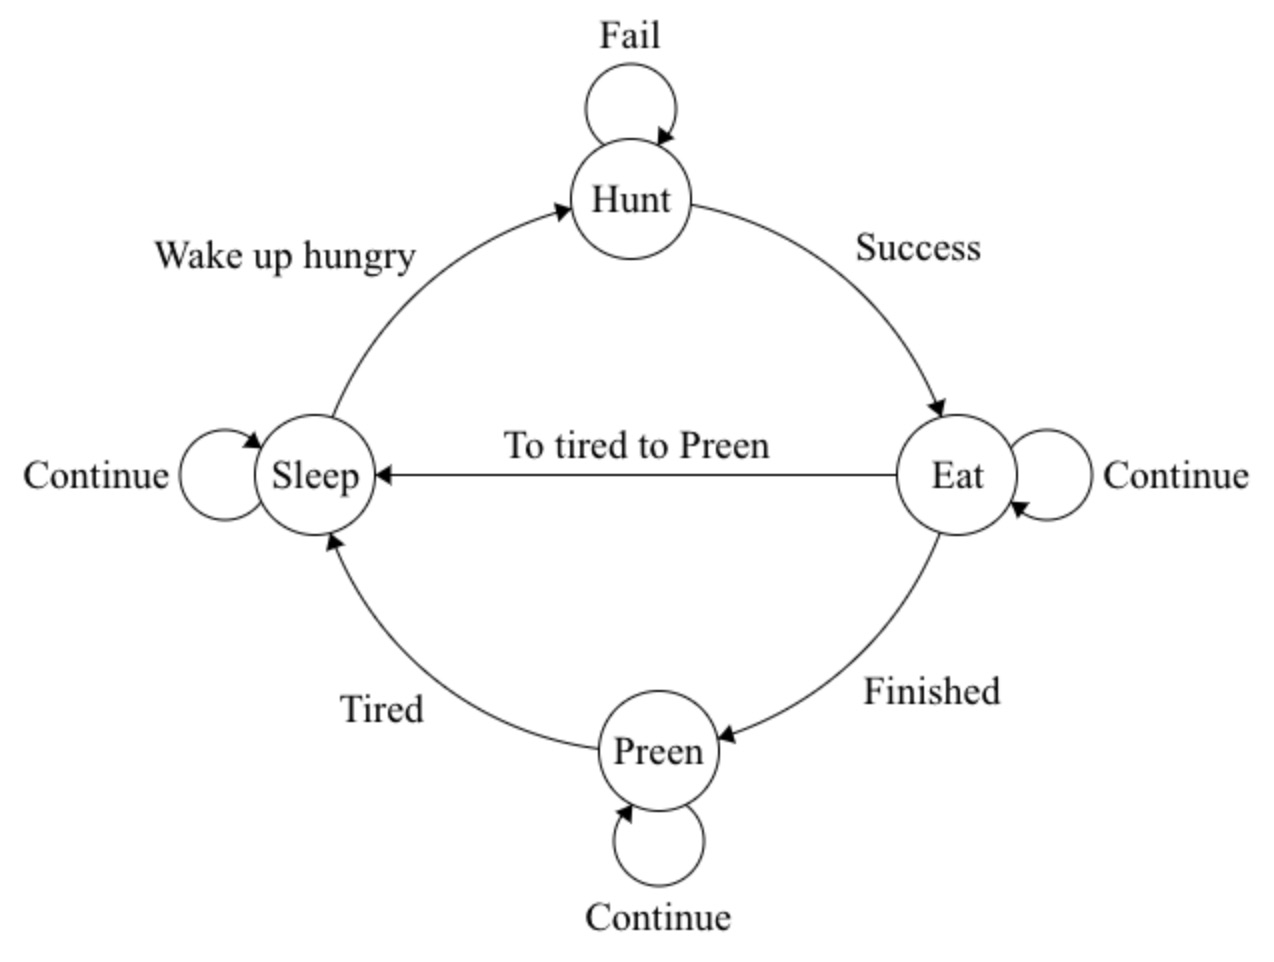 Fail
Hunt
Wake up hungry
Success
To tired to Preen
Continue
Sleep
Eat
Continue
Tired
Finished
Preen
Continue